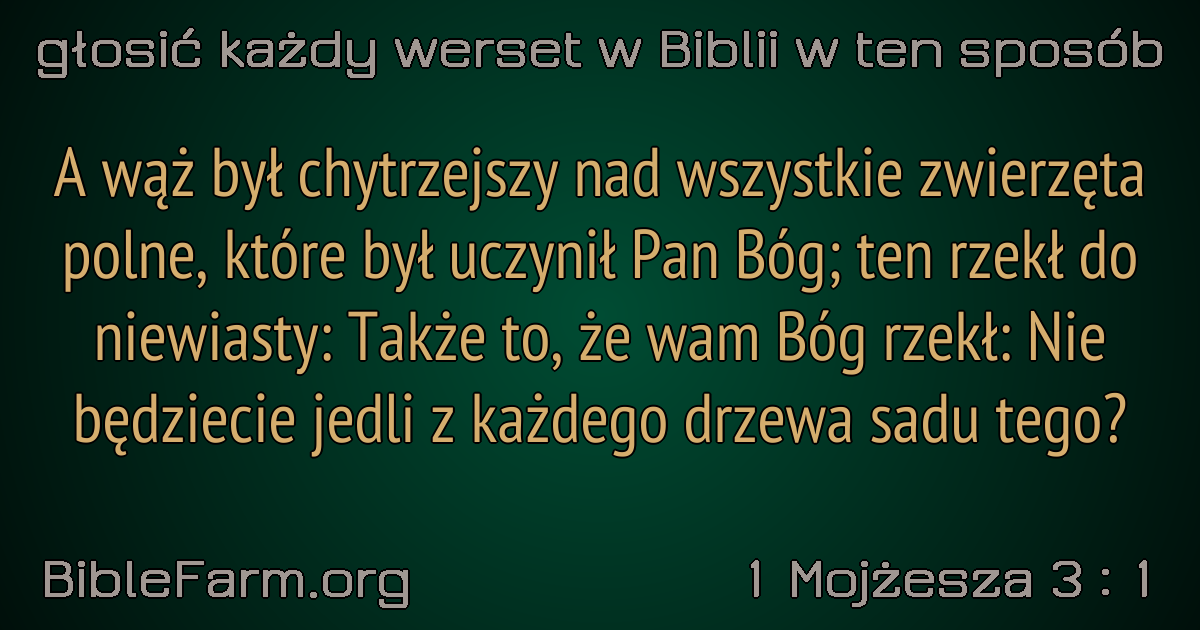 głosić każdy werset w Biblii w ten sposób
A wąż był chytrzejszy nad wszystkie zwierzęta
polne, które był uczynił Pan Bóg; ten rzekł do
niewiasty: Także to, że wam Bóg rzekł: Nie
będziecie jedli z każdego drzewa sadu tego?
BibleFarm.org
1 Mojżesza 3 : 1